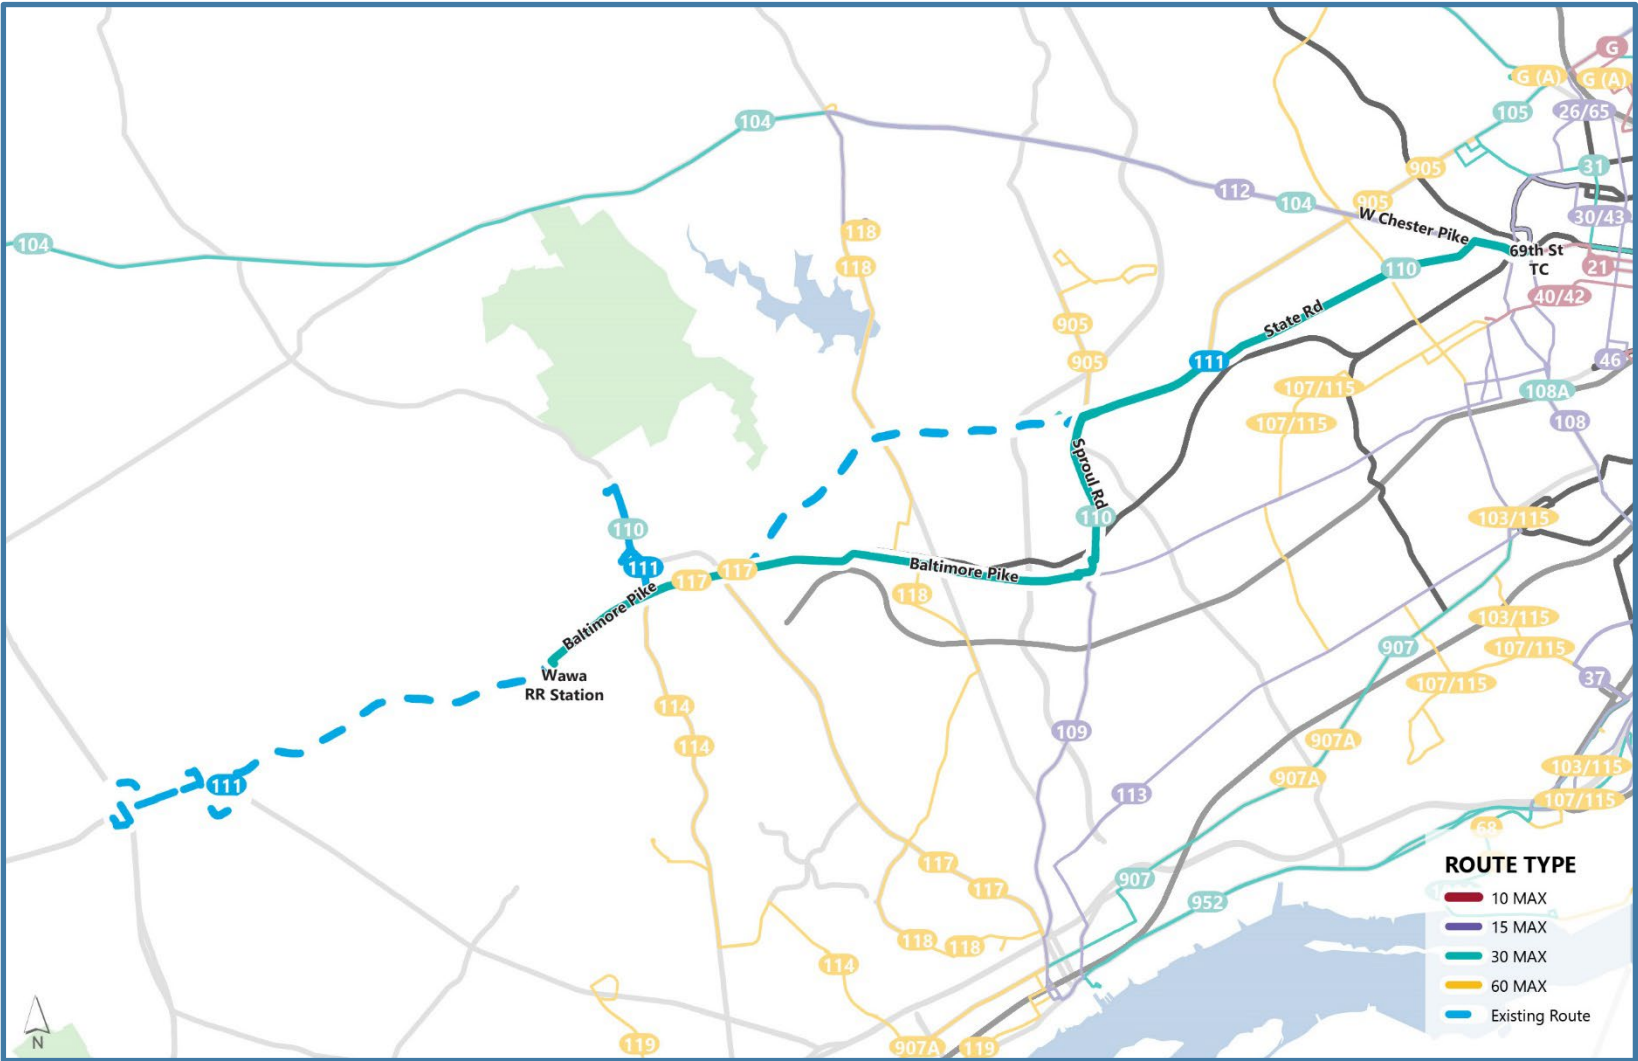 G
G (A)
G (A)
105
26/65
104
905
31
112
104
905
30/43
W Chester Pike
118
104
69th St
TC
118
110
21
40/42
State Rd
905
905
111
46
107/115
108A
107/115
108
Sproul Rd
110
110
103/115
111
117
117
Baltimore Pike
Baltimore Pike
118
103/115
907
107/115
Wawa
RR Station
37
107/115
114
109
907A
114
103/115
907A
111
113
107/115
68
117
907
117
952
118
118
114
119
907A
119
N
ROUTE TYPE
10 MAX
15 MAX
30 MAX
60 MAX
Existing Route